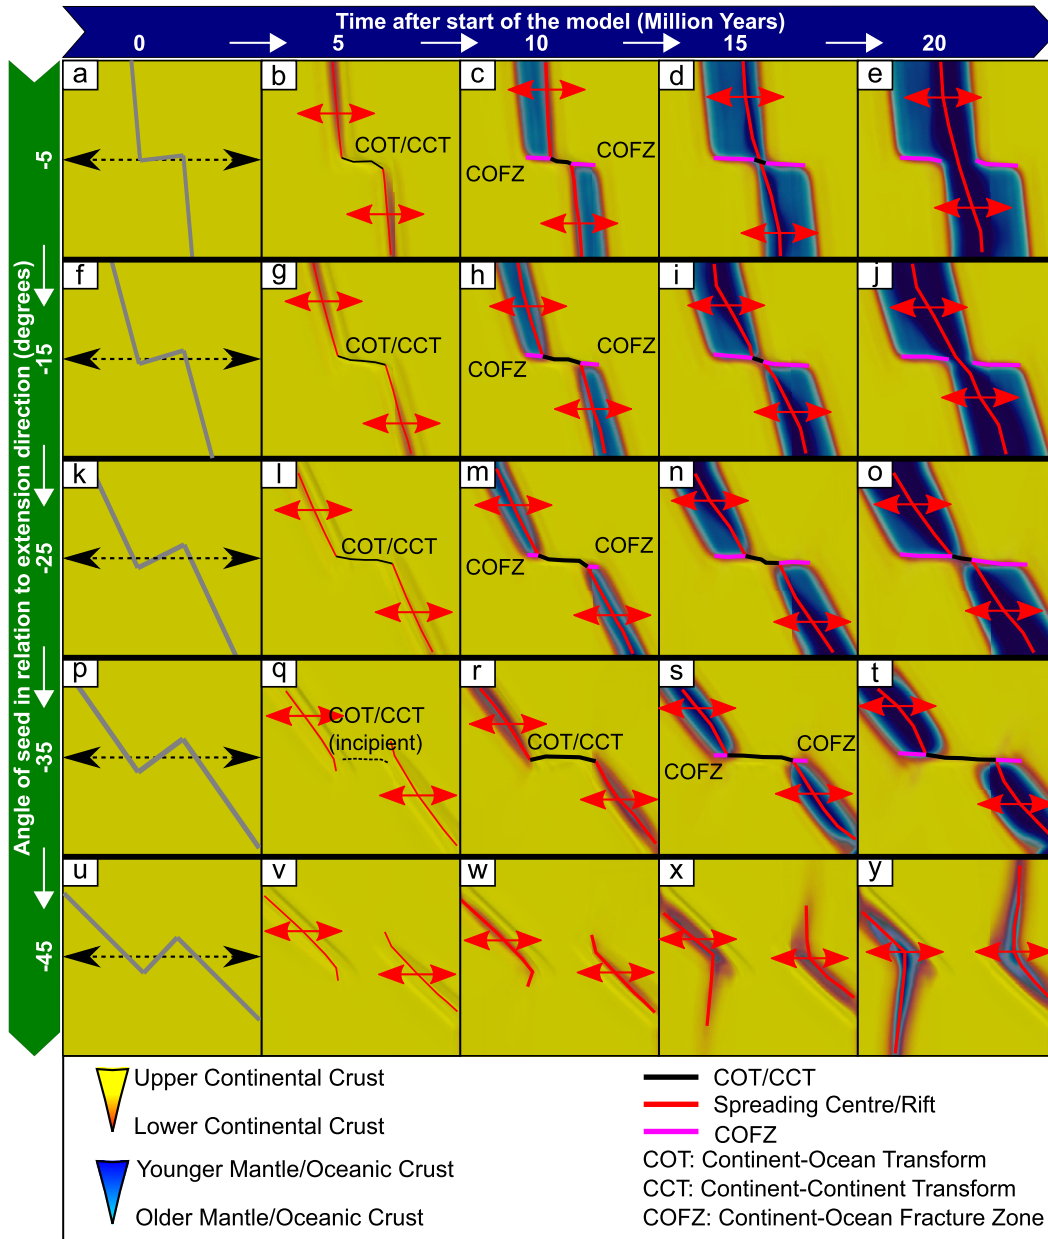 Time after start of the model (Million Years)
0 5 10 15 20
Angle of seed in relation to extension direction (degrees)
-5
-15
-25
-35
-45
a b c d e
COT/CCT
COFZ
COFZ
f g h i j
COT/CCT
COFZ
COFZ
k l m n o
COT/CCT
COFZ
COFZ
p q r s t
COT/CCT
(incipient)
COT/CCT
COFZ
COFZ
u v w x y
Upper Continental Crust
Lower Continental Crust
Younger Mantle/Oceanic Crust
Older Mantle/Oceanic Crust
COT/CCT
Spreading Centre/Rift
COFZ
COT: Continent-Ocean Transform
CCT: Continent-Continent Transform
COFZ: Continent-Ocean Fracture Zone